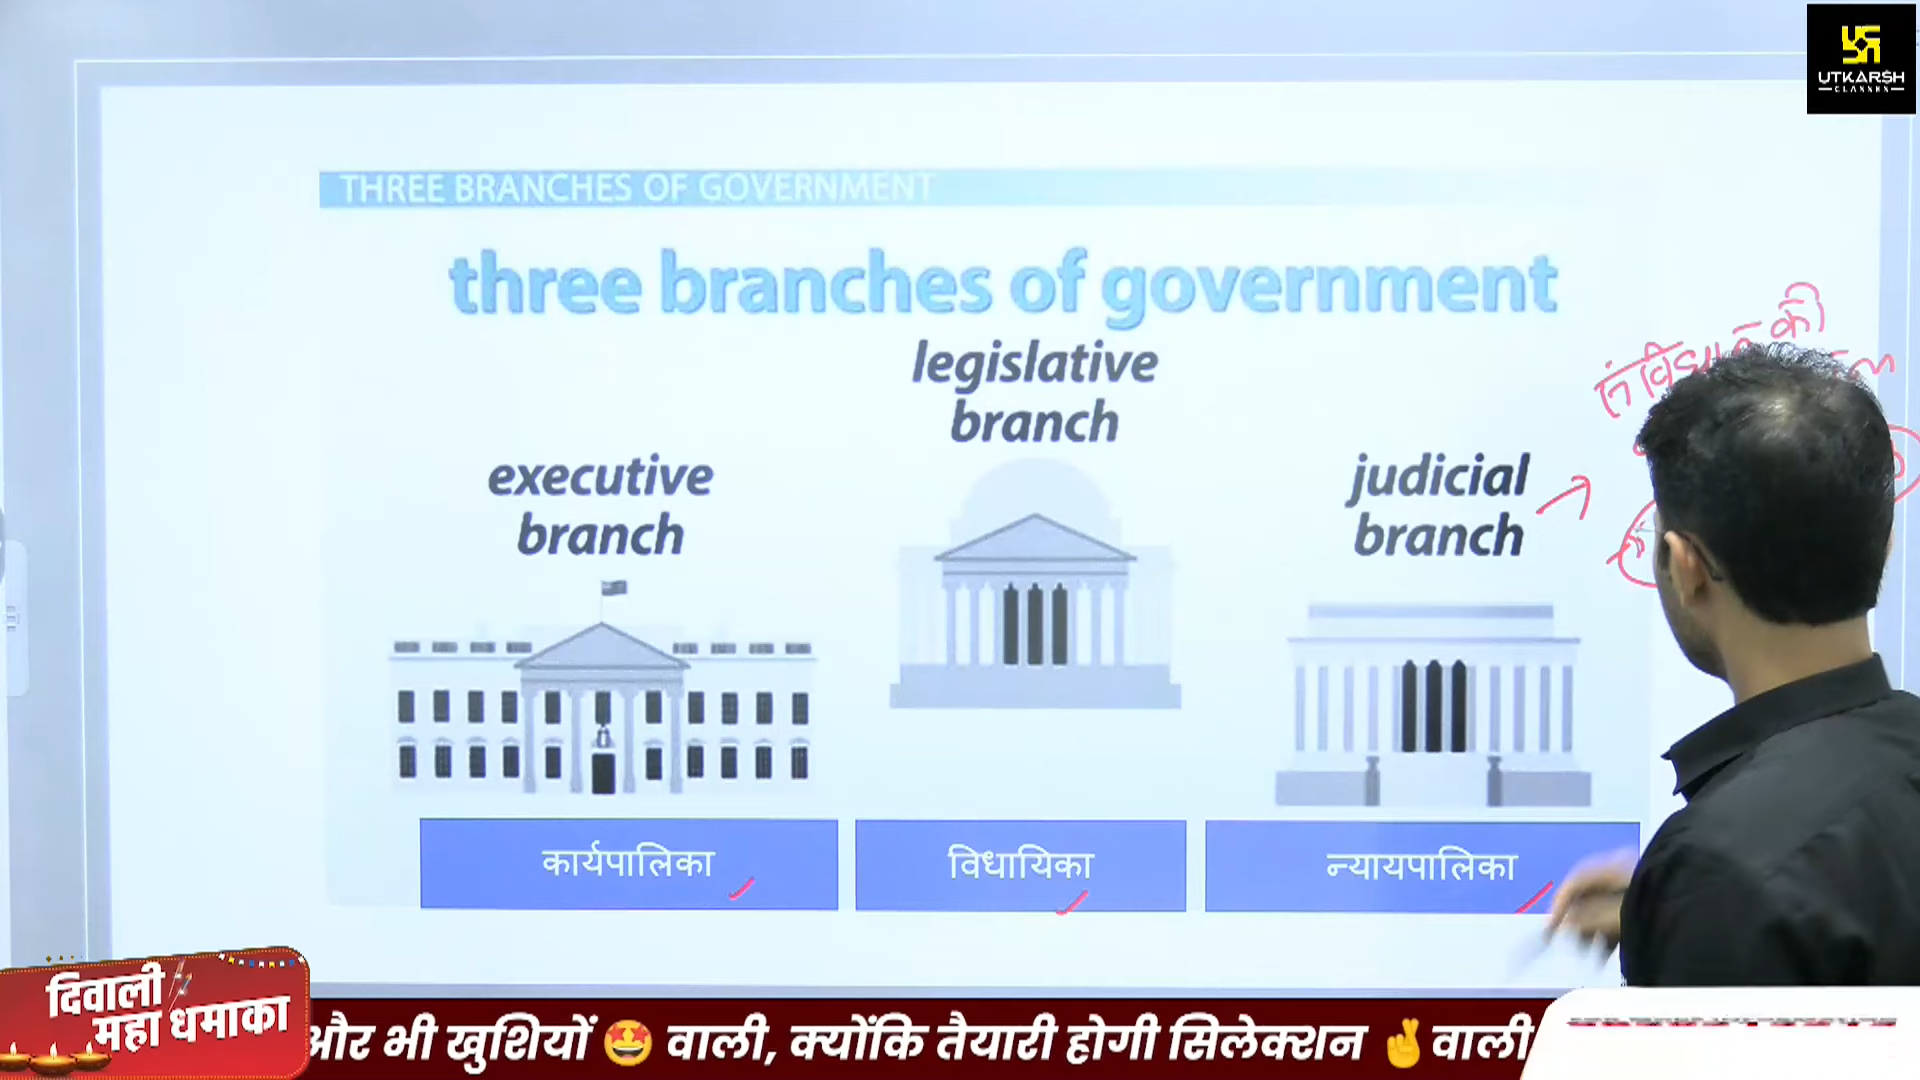 UTKARSH
CLASSES
THREE BRANCHES OF GOVERNMENT
three branches of government
legislative
branch
executive
branch
judicial
branch
की
कार्यपालिका
विधायिका
न्यायपालिका
दिवाली
महा धमाका
और भी खुशियों 🤩 वाली, क्योंकि तैयारी होगी सिलेक्शन 🤞 वाली